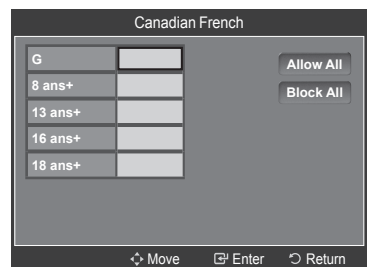 Canadian French
G
Allow All
8 ans+
Block All
13 ans+
16 ans+
18 ans+
Move Enter Return